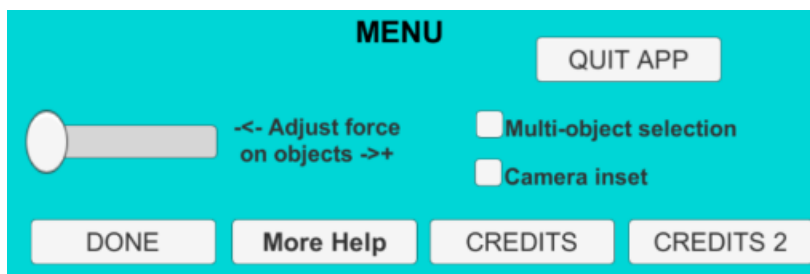 MENU
QUIT APP
-<- Adjust force
on objects ->+
Multi-object selection
Camera inset
DONE
More Help
CREDITS
CREDITS 2